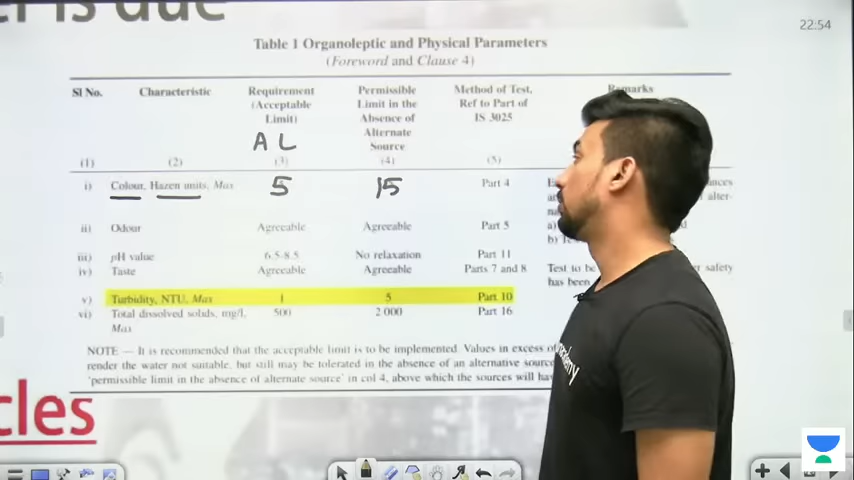 er is due
22:54
Table 1 Organoleptic and Physical Parameters
(Foreword and Clause 4)
Sl No. Characteristic Requirement (Acceptable Limit) Permissible Limit in the Absence of Alternate Source Method of Test, Ref to Part of IS 3025 Remarks
A L
(1) (2) (3) (4) (5)
i) Colour, Hazen units, Max 5 15 Part 4
ii) Odour Agreeable Agreeable Part 5
iii) pH value 6.5-8.5 No relaxation Part 11
iv) Taste Agreeable Agreeable Parts 7 and 8 Test to be safety
has been
v) Turbidity, NTU, Max 1 5 Part 10
vi) Total dissolved solids, mg/l, Max 500 2 000 Part 16
NOTE — It is recommended that the acceptable limit is to be implemented. Values in excess of
render the water not suitable, but still may be tolerated in the absence of an alternative source
'permissible limit in the absence of alternate source' in col 4, above which the sources will
cles